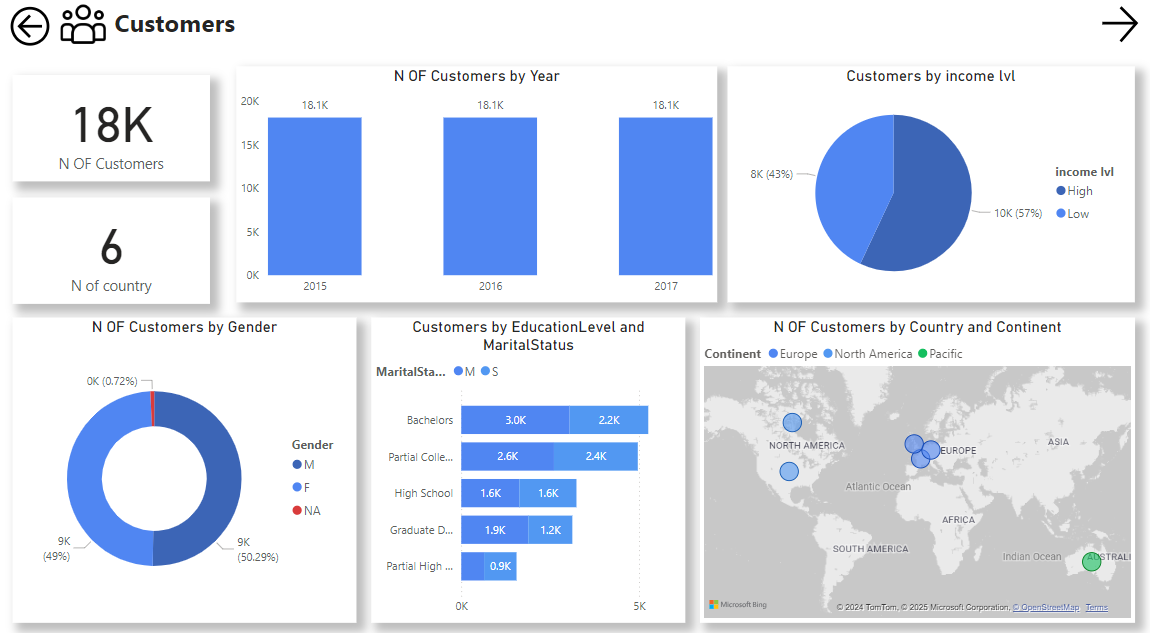 Customers
18K
N OF Customers
6
N of country
N OF Customers by Year
20K
15K
10K
5K
0K
18.1K
18.1K
18.1K
2015
2016
2017
Customers by income lvl
8K (43%)
10K (57%)
income lvl
High
Low
N OF Customers by Gender
0K (0.72%)
9K
(49%)
9K
(50.29%)
Gender
M
F
NA
Customers by EducationLevel and
MaritalStatus
MaritalSta... M S
Bachelors 3.0K 2.2K
Partial Colle... 2.6K 2.4K
High School 1.6K 1.6K
Graduate D... 1.9K 1.2K
Partial High ... 0.9K
0K 5K
N OF Customers by Country and Continent
Continent Europe North America Pacific
NORTH AMERICA
EUROPE
ASIA
Atlantic Ocean
AFRICA
SOUTH AMERICA
Indian Ocean
AUSTRALI
Microsoft Bing
© 2024 TomTom, © 2025 Microsoft Corporation, © OpenStreetMap Terms